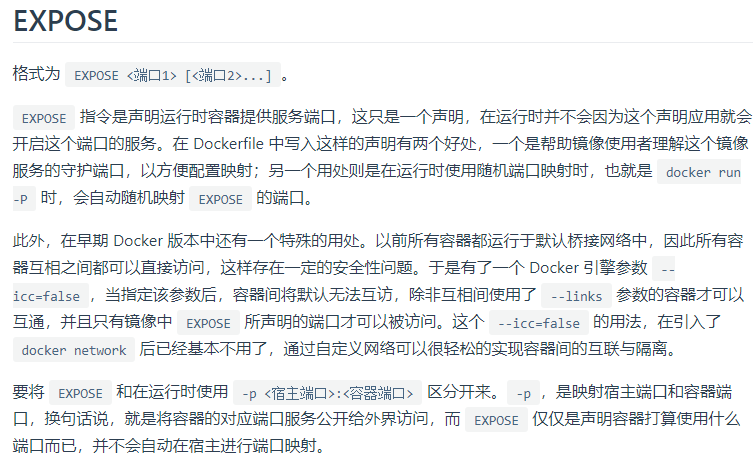 EXPOSE
格式为 EXPOSE <端口1> [<端口2>...] 。
EXPOSE 指令是声明运行时容器提供服务端口，这只是一个声明，在运行时并不会因为这个声明应用就会
开启这个端口的服务。在 Dockerfile 中写入这样的声明有两个好处，一个是帮助镜像使用者理解这个镜像
服务的守护端口，以方便配置映射；另一个用处则是在运行时使用随机端口映射时，也就是 docker run
-P 时，会自动随机映射 EXPOSE 的端口。
此外，在早期 Docker 版本中还有一个特殊的用处。以前所有容器都运行于默认桥接网络中，因此所有容
器互相之间都可以直接访问，这样存在一定的安全性问题。于是有了一个 Docker 引擎参数 --
icc=false ，当指定该参数后，容器间将默认无法互访，除非互相间使用了 --links 参数的容器才可以
互通，并且只有镜像中 EXPOSE 所声明的端口才可以被访问。这个 --icc=false 的用法，在引入了
docker network 后已经基本不用了，通过自定义网络可以很轻松的实现容器间的互联与隔离。
要将 EXPOSE 和在运行时使用 -p <宿主端口>:<容器端口> 区分开来。 -p ，是映射宿主端口和容器端
口，换句话说，就是将容器的对应端口服务公开给外界访问，而 EXPOSE 仅仅是声明容器打算使用什么
端口而已，并不会自动在宿主进行端口映射。